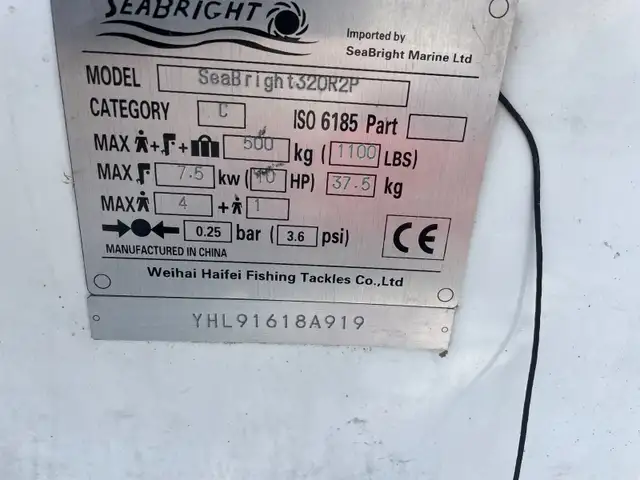 SEABRIGHT
Imported by
SeaBright Marine Ltd
MODEL SeaBright320R2P
CATEGORY C ISO 6185 Part
MAX + + 500 kg (1100 LBS)
MAX 7.5 kw (10 HP) 37.5 kg
MAX 4 + 1
0.25 bar (3.6 psi) CE
MANUFACTURED IN CHINA
Weihai Haifei Fishing Tackles Co.,Ltd
YHL91618A919